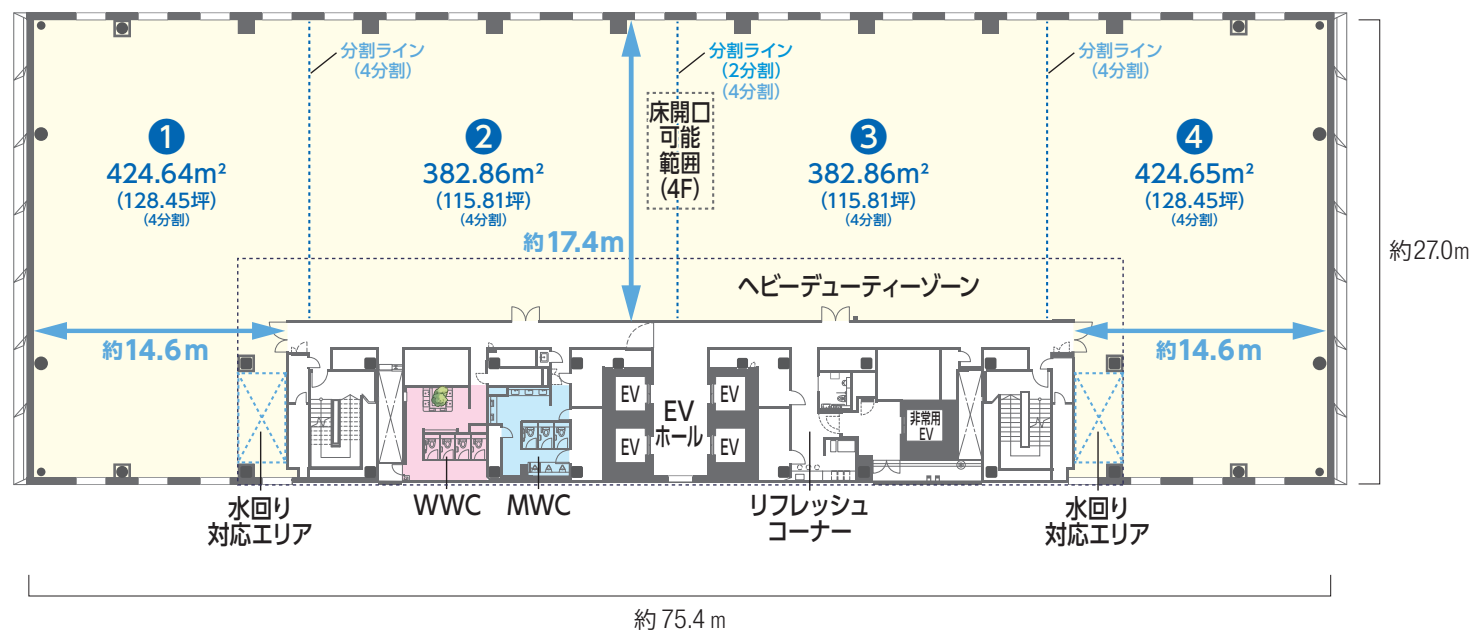 分割ライン
(4分割)
分割ライン
(2分割)
(4分割)
分割ライン
(4分割)
床開口
可能
範囲
(4F)
1
424.64m²
(128.45坪)
(4分割)
2
382.86m²
(115.81坪)
(4分割)
3
382.86m²
(115.81坪)
(4分割)
4
424.65m²
(128.45坪)
(4分割)
約17.4m
約27.0m
ヘビーデューティーゾーン
約14.6m
約14.6m
EV
EV
EV
EV
EV
ホール
非常用
EV
水回り
対応エリア
WWC
MWC
リフレッシュ
コーナー
水回り
対応エリア
約75.4m